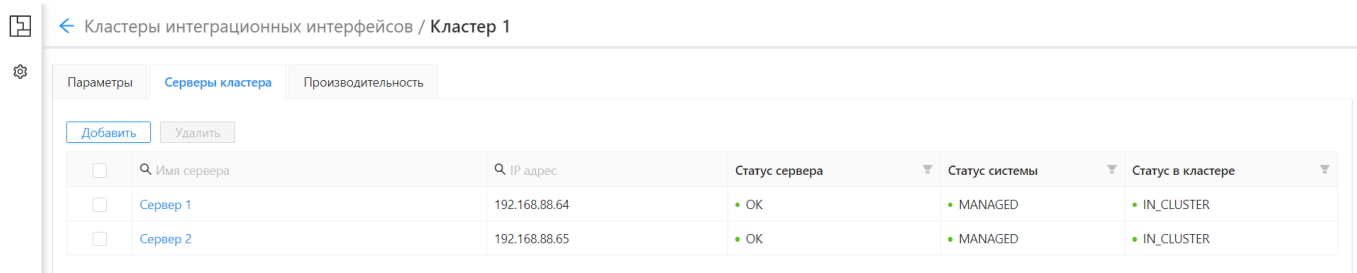 Кластеры интеграционных интерфейсов / Кластер 1
Параметры Серверы кластера Производительность
Добавить Удалить
Имя сервера IP адрес Статус сервера Статус системы Статус в кластере
Сервер 1 192.168.88.64 OK MANAGED IN_CLUSTER
Сервер 2 192.168.88.65 OK MANAGED IN_CLUSTER